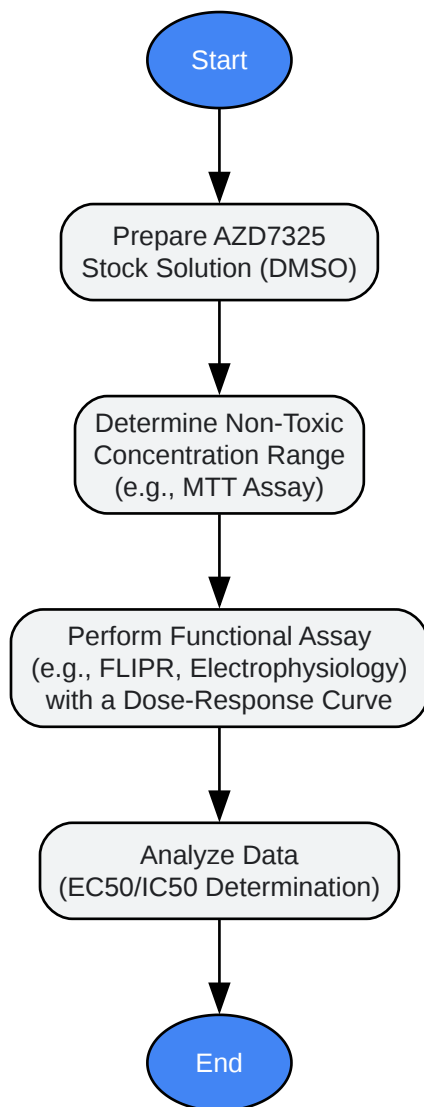 Start
Prepare AZD7325
Stock Solution (DMSO)
Determine Non-Toxic
Concentration Range
(e.g., MTT Assay)
Perform Functional Assay
(e.g., FLIPR, Electrophysiology)
with a Dose-Response Curve
Analyze Data
(EC50/IC50 Determination)
End